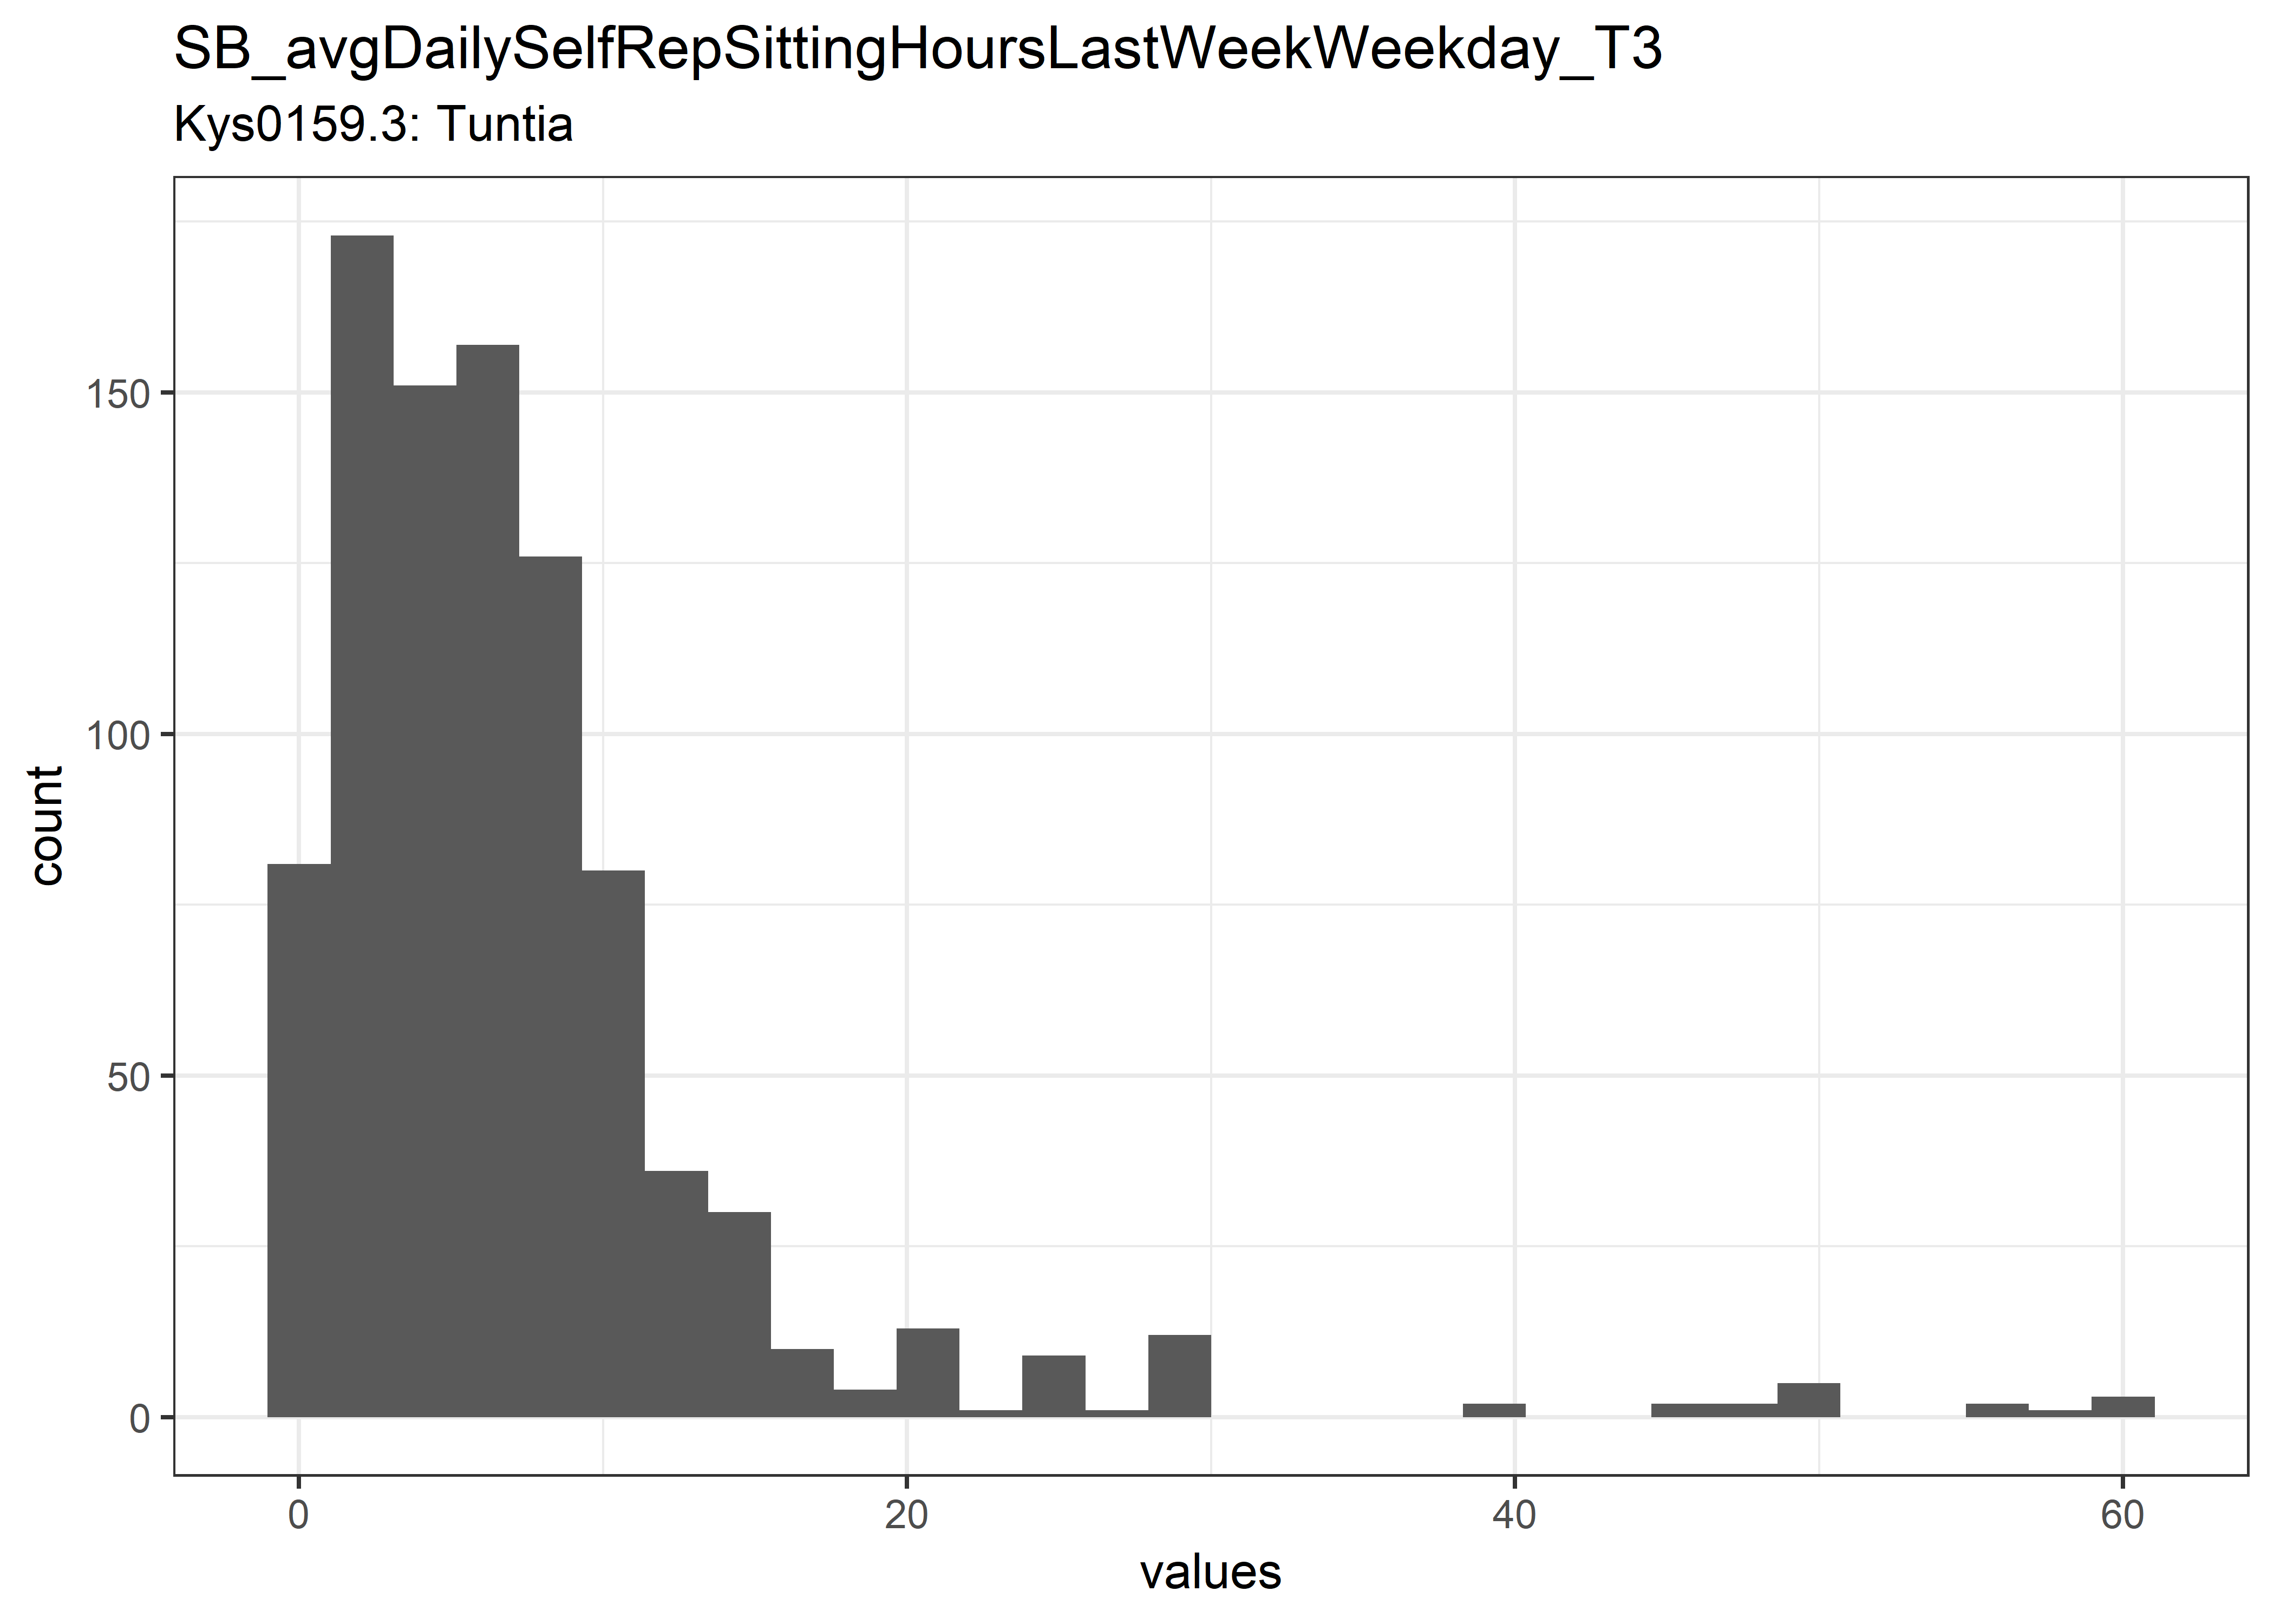 SB_avgDailySelfRepSittingHoursLastWeekWeekday_T3
Kys0159.3: Tuntia
150
100
50
0
count
0 20 40 60
values